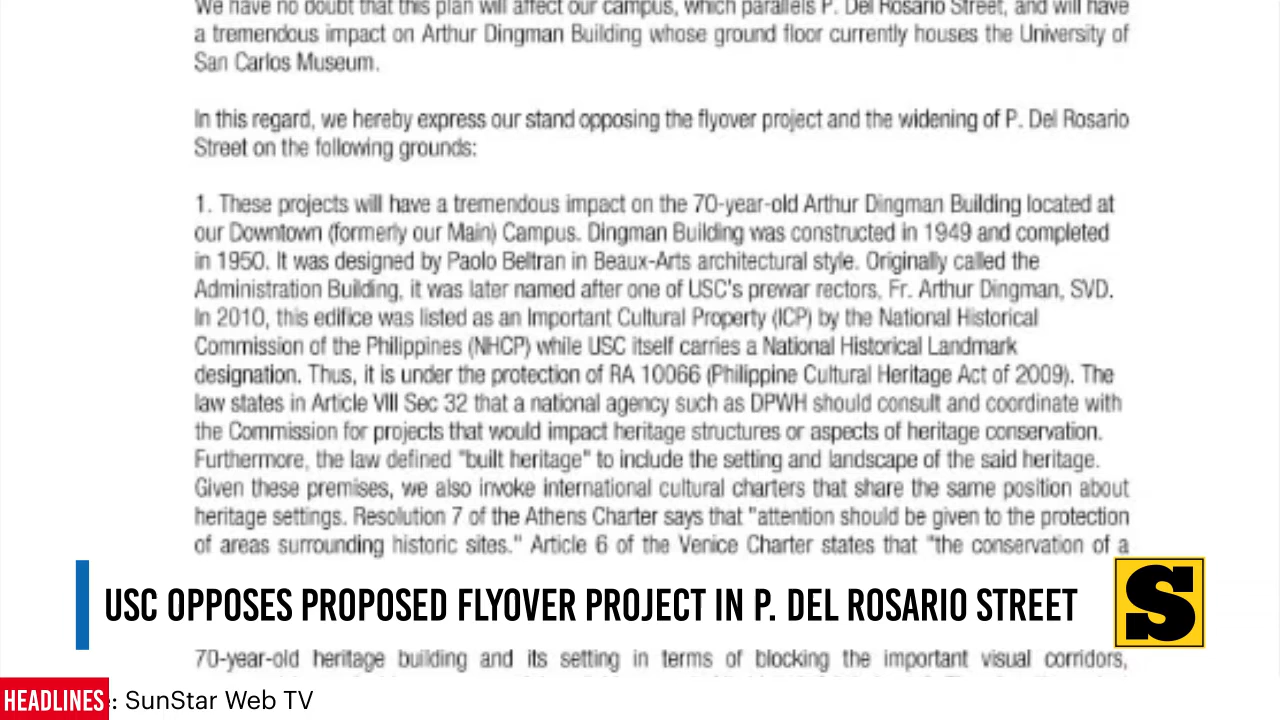 We have no doubt that this plan will affect our campus, which parallels P. Del Rosario Street, and will have
a tremendous impact on Arthur Dingman Building whose ground floor currently houses the University of
San Carlos Museum.
In this regard, we hereby express our stand opposing the flyover project and the widening of P. Del Rosario
Street on the following grounds:
1. These projects will have a tremendous impact on the 70-year-old Arthur Dingman Building located at
our Downtown (formerly our Main) Campus. Dingman Building was constructed in 1949 and completed
in 1950. It was designed by Paolo Beltran in Beaux-Arts architectural style. Originally called the
Administration Building, it was later named after one of USC's prewar rectors, Fr. Arthur Dingman, SVD.
In 2010, this edifice was listed as an Important Cultural Property (ICP) by the National Historical
Commission of the Philippines (NHCP) while USC itself carries a National Historical Landmark
designation. Thus, it is under the protection of RA 10066 (Philippine Cultural Heritage Act of 2009). The
law states in Article VIII Sec 32 that a national agency such as DPWH should consult and coordinate with
the Commission for projects that would impact heritage structures or aspects of heritage conservation.
Furthermore, the law defined "built heritage" to include the setting and landscape of the said heritage.
Given these premises, we also invoke international cultural charters that share the same position about
heritage settings. Resolution 7 of the Athens Charter says that "attention should be given to the protection
of areas surrounding historic sites." Article 6 of the Venice Charter states that "the conservation of a
USC OPPOSES PROPOSED FLYOVER PROJECT IN P. DEL ROSARIO STREET
S
70-year-old heritage building and its setting in terms of blocking the important visual corridors,
HEADLINES : SunStar Web TV